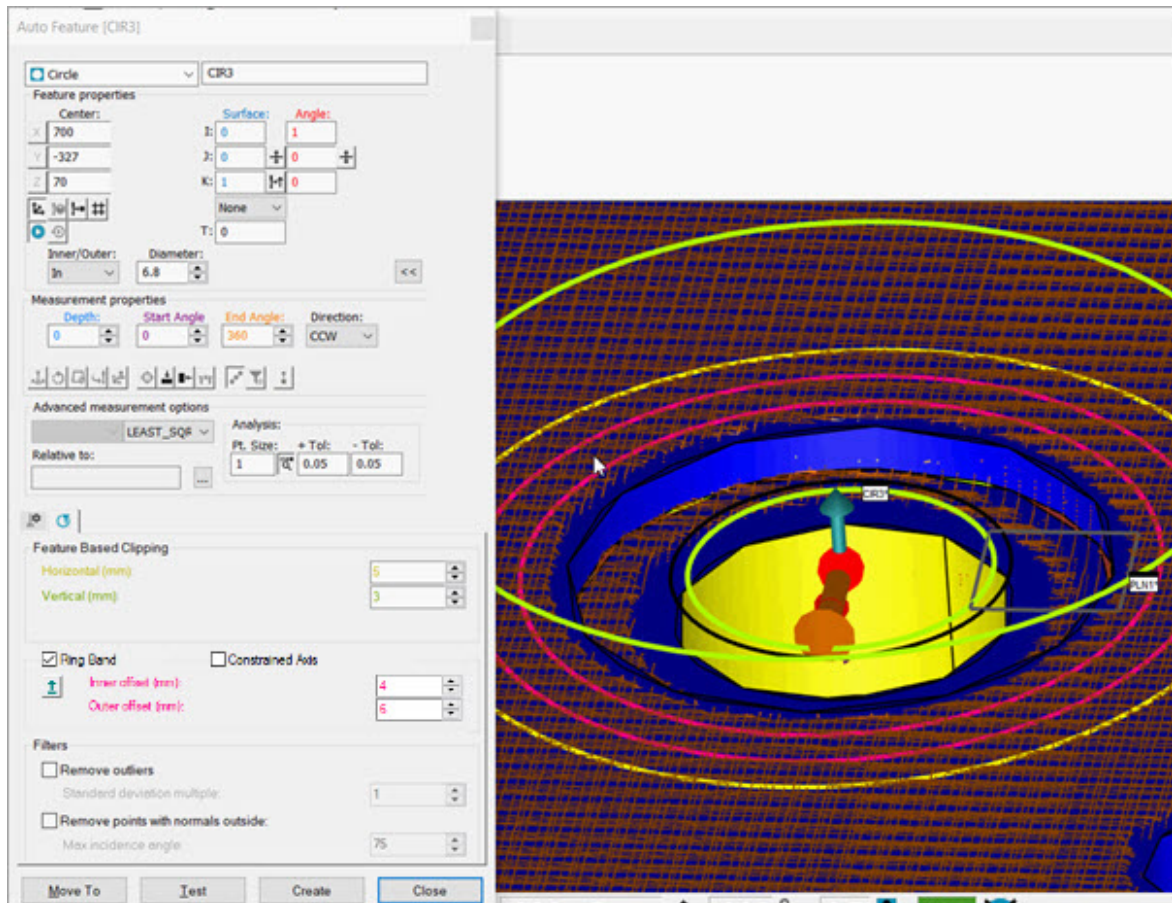 Auto Feature [CIR3]
Circle CIR3
Feature properties
Center: Surface: Angle:
X 700 I: 0 1
Y -327 J: 0 0
Z 70 K: 1 0
None
T: 0
Inner/Outer: Diameter:
In 6.8 <<
Measurement properties
Depth: Start Angle End Angle: Direction:
0 0 360 CCW
Advanced measurement options
Analysis:
LEAST_SQR Pt. Size: + Tol: - Tol:
Relative to: 1 0.05 0.05
...
Feature Based Clipping
Horizontal (mm): 5
Vertical (mm): 3
Ring Band Constrained Axis
Inner offset (mm): 4
Outer offset (mm): 6
Filters
Remove outliers
Standard deviation multiple: 1
Remove points with normals outside:
Max incidence angle: 75
Move To Test Create Close
CIR3*
PLN1*